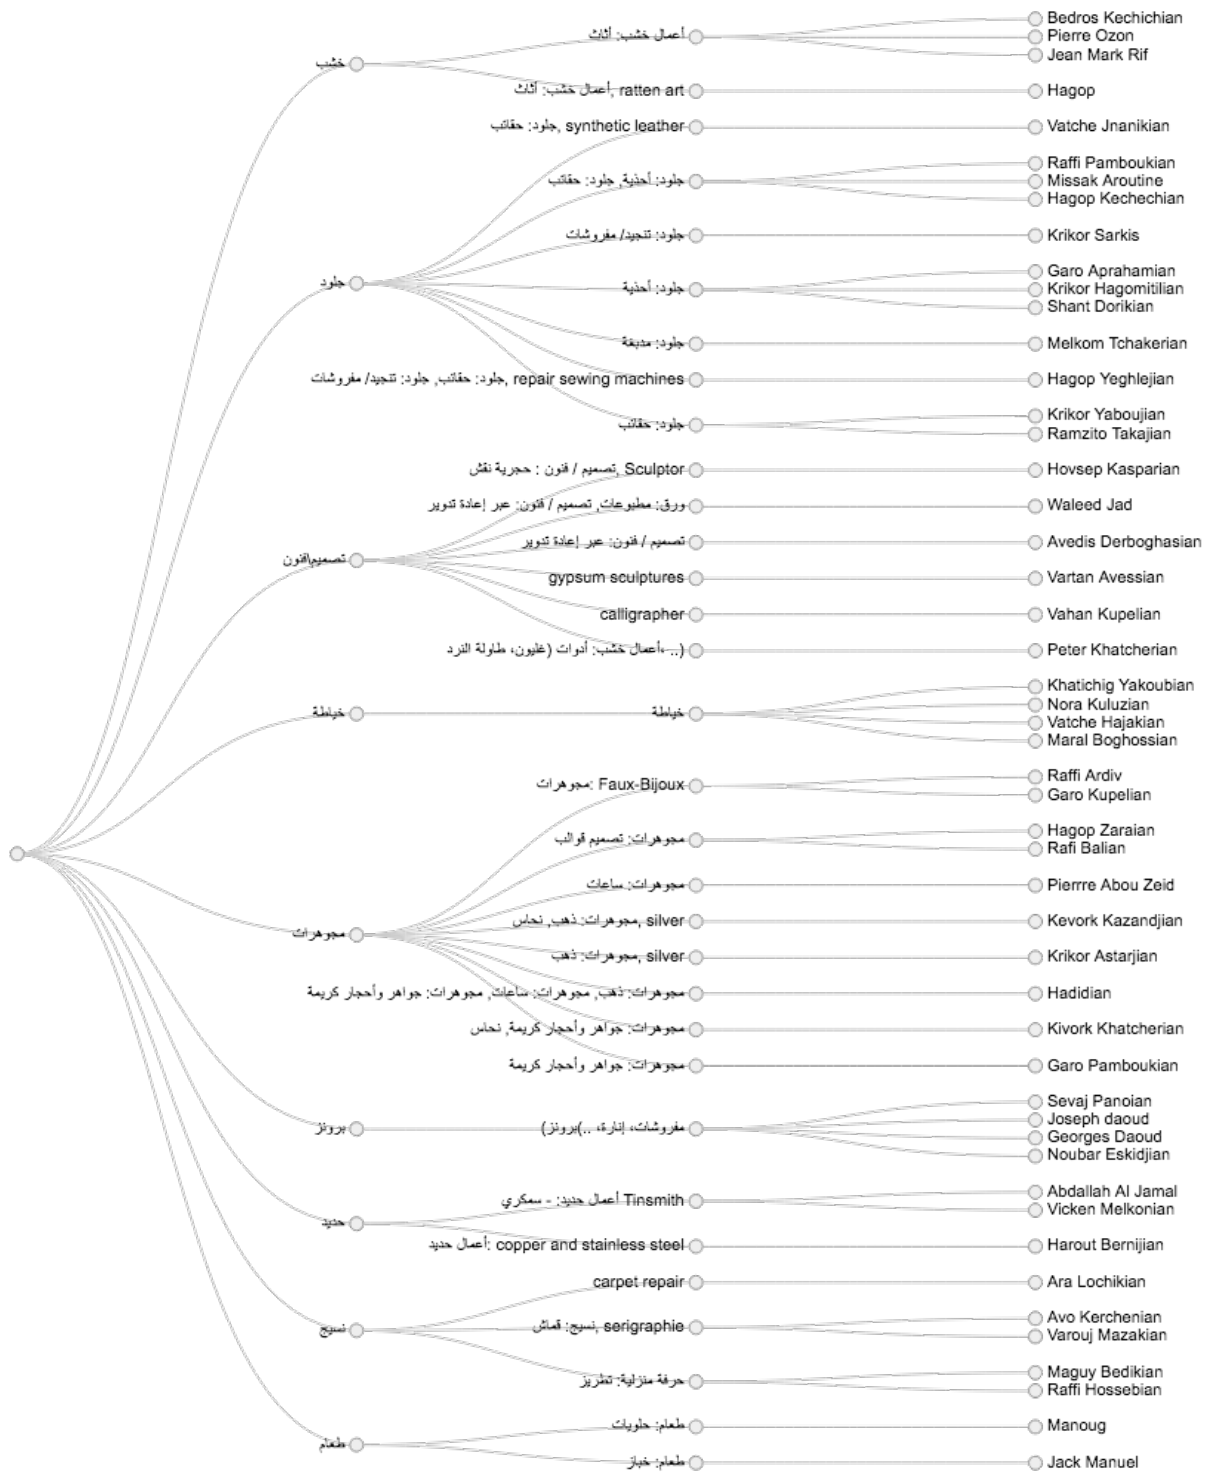 خشب
أعمال خشب: أثاث
Bedros Kechichian
Pierre Ozon
Jean Mark Rif
أعمال خشب: أثاث, ratten art
Hagop
جلود
جلود: حقائب, synthetic leather
Vatche Jnanikian
جلود: أحذية, جلود: حقائب
Raffi Pamboukian
Missak Aroutine
Hagop Kechechian
جلود: تنجيد/ مفروشات
Krikor Sarkis
جلود: أحذية
Garo Aprahamian
Krikor Hagomitilian
Shant Dorikian
جلود: مدبغة
Melkom Tchakerian
جلود: حقائب, جلود: تنجيد/ مفروشات, repair sewing machines
Hagop Yeghlejian
جلود: حقائب
Krikor Yaboujian
Ramzito Takajian
تصميم\فنون
تصميم / فنون : حجرية نقش, Sculptor
Hovsep Kasparian
ورق: مطبوعات, تصميم / فنون: عبر إعادة تدوير
Waleed Jad
تصميم / فنون: عبر إعادة تدوير
Avedis Derboghasian
gypsum sculptures
Vartan Avessian
calligrapher
Vahan Kupelian
أعمال خشب: أدوات (غليون، طاولة النرد، ..)
Peter Khatcherian
خياطة
خياطة
Khatichig Yakoubian
Nora Kuluzian
Vatche Hajakian
Maral Boghossian
مجوهرات
مجوهرات: Faux-Bijoux
Raffi Ardiv
Garo Kupelian
مجوهرات: تصميم قوالب
Hagop Zaraian
Rafi Balian
مجوهرات: ساعات
Pierrre Abou Zeid
مجوهرات: ذهب, نحاس, silver
Kevork Kazandjian
مجوهرات: ذهب, silver
Krikor Astarjian
مجوهرات: ذهب, مجوهرات: ساعات, مجوهرات: جواهر وأحجار كريمة
Hadidian
مجوهرات: جواهر وأحجار كريمة, نحاس
Kivork Khatcherian
مجوهرات: جواهر وأحجار كريمة
Garo Pamboukian
برونز
مفروشات، إنارة، ..)برونز)
Sevaj Panoian
Joseph daoud
Georges Daoud
Noubar Eskidjian
حديد
أعمال حديد: - سمكري Tinsmith
Abdallah Al Jamal
Vicken Melkonian
أعمال حديد: copper and stainless steel
Harout Bernijian
نسيج
carpet repair
Ara Lochikian
نسيج: قماش, serigraphie
Avo Kerchenian
Varouj Mazakian
حرفة منزلية: تطريز
Maguy Bedikian
Raffi Hossebian
طعام
طعام: حلويات
Manoug
طعام: خباز
Jack Manuel